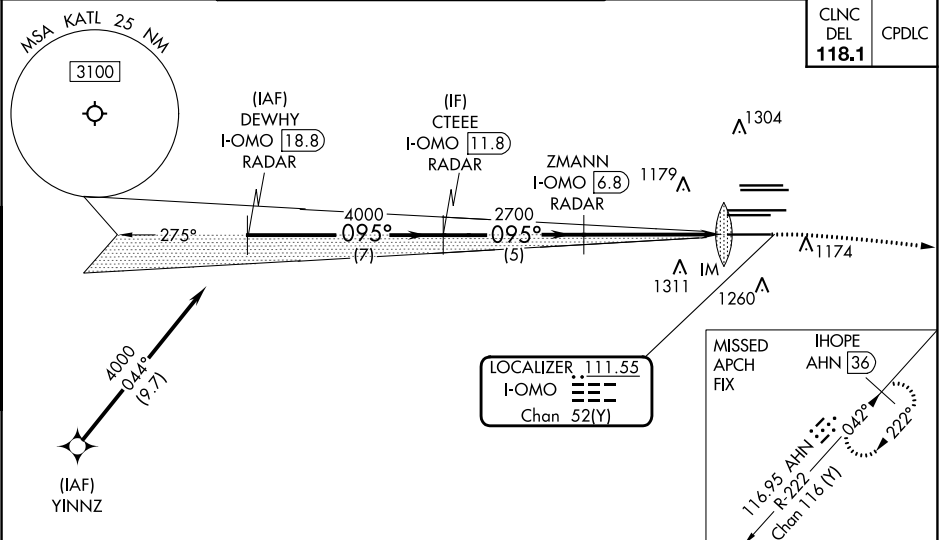 MSA KATL 25 NM
3100
CLNC
DEL
118.1
CPDLC
(IAF)
DEWHY
I-OMO 18.8
RADAR
(IF)
CTEEE
I-OMO 11.8
RADAR
ZMANN
I-OMO 6.8
RADAR
1304
1179
275°
4000
095°
(7)
2700
095°
(5)
1311
IM
1260
1174
4000
044°
(9.7)
(IAF)
YINNZ
LOCALIZER 111.55
I-OMO
Chan 52(Y)
MISSED
APCH
FIX
IHOPE
AHN 36
042°
222°
116.95 AHN
R-222
Chan 116 (Y)